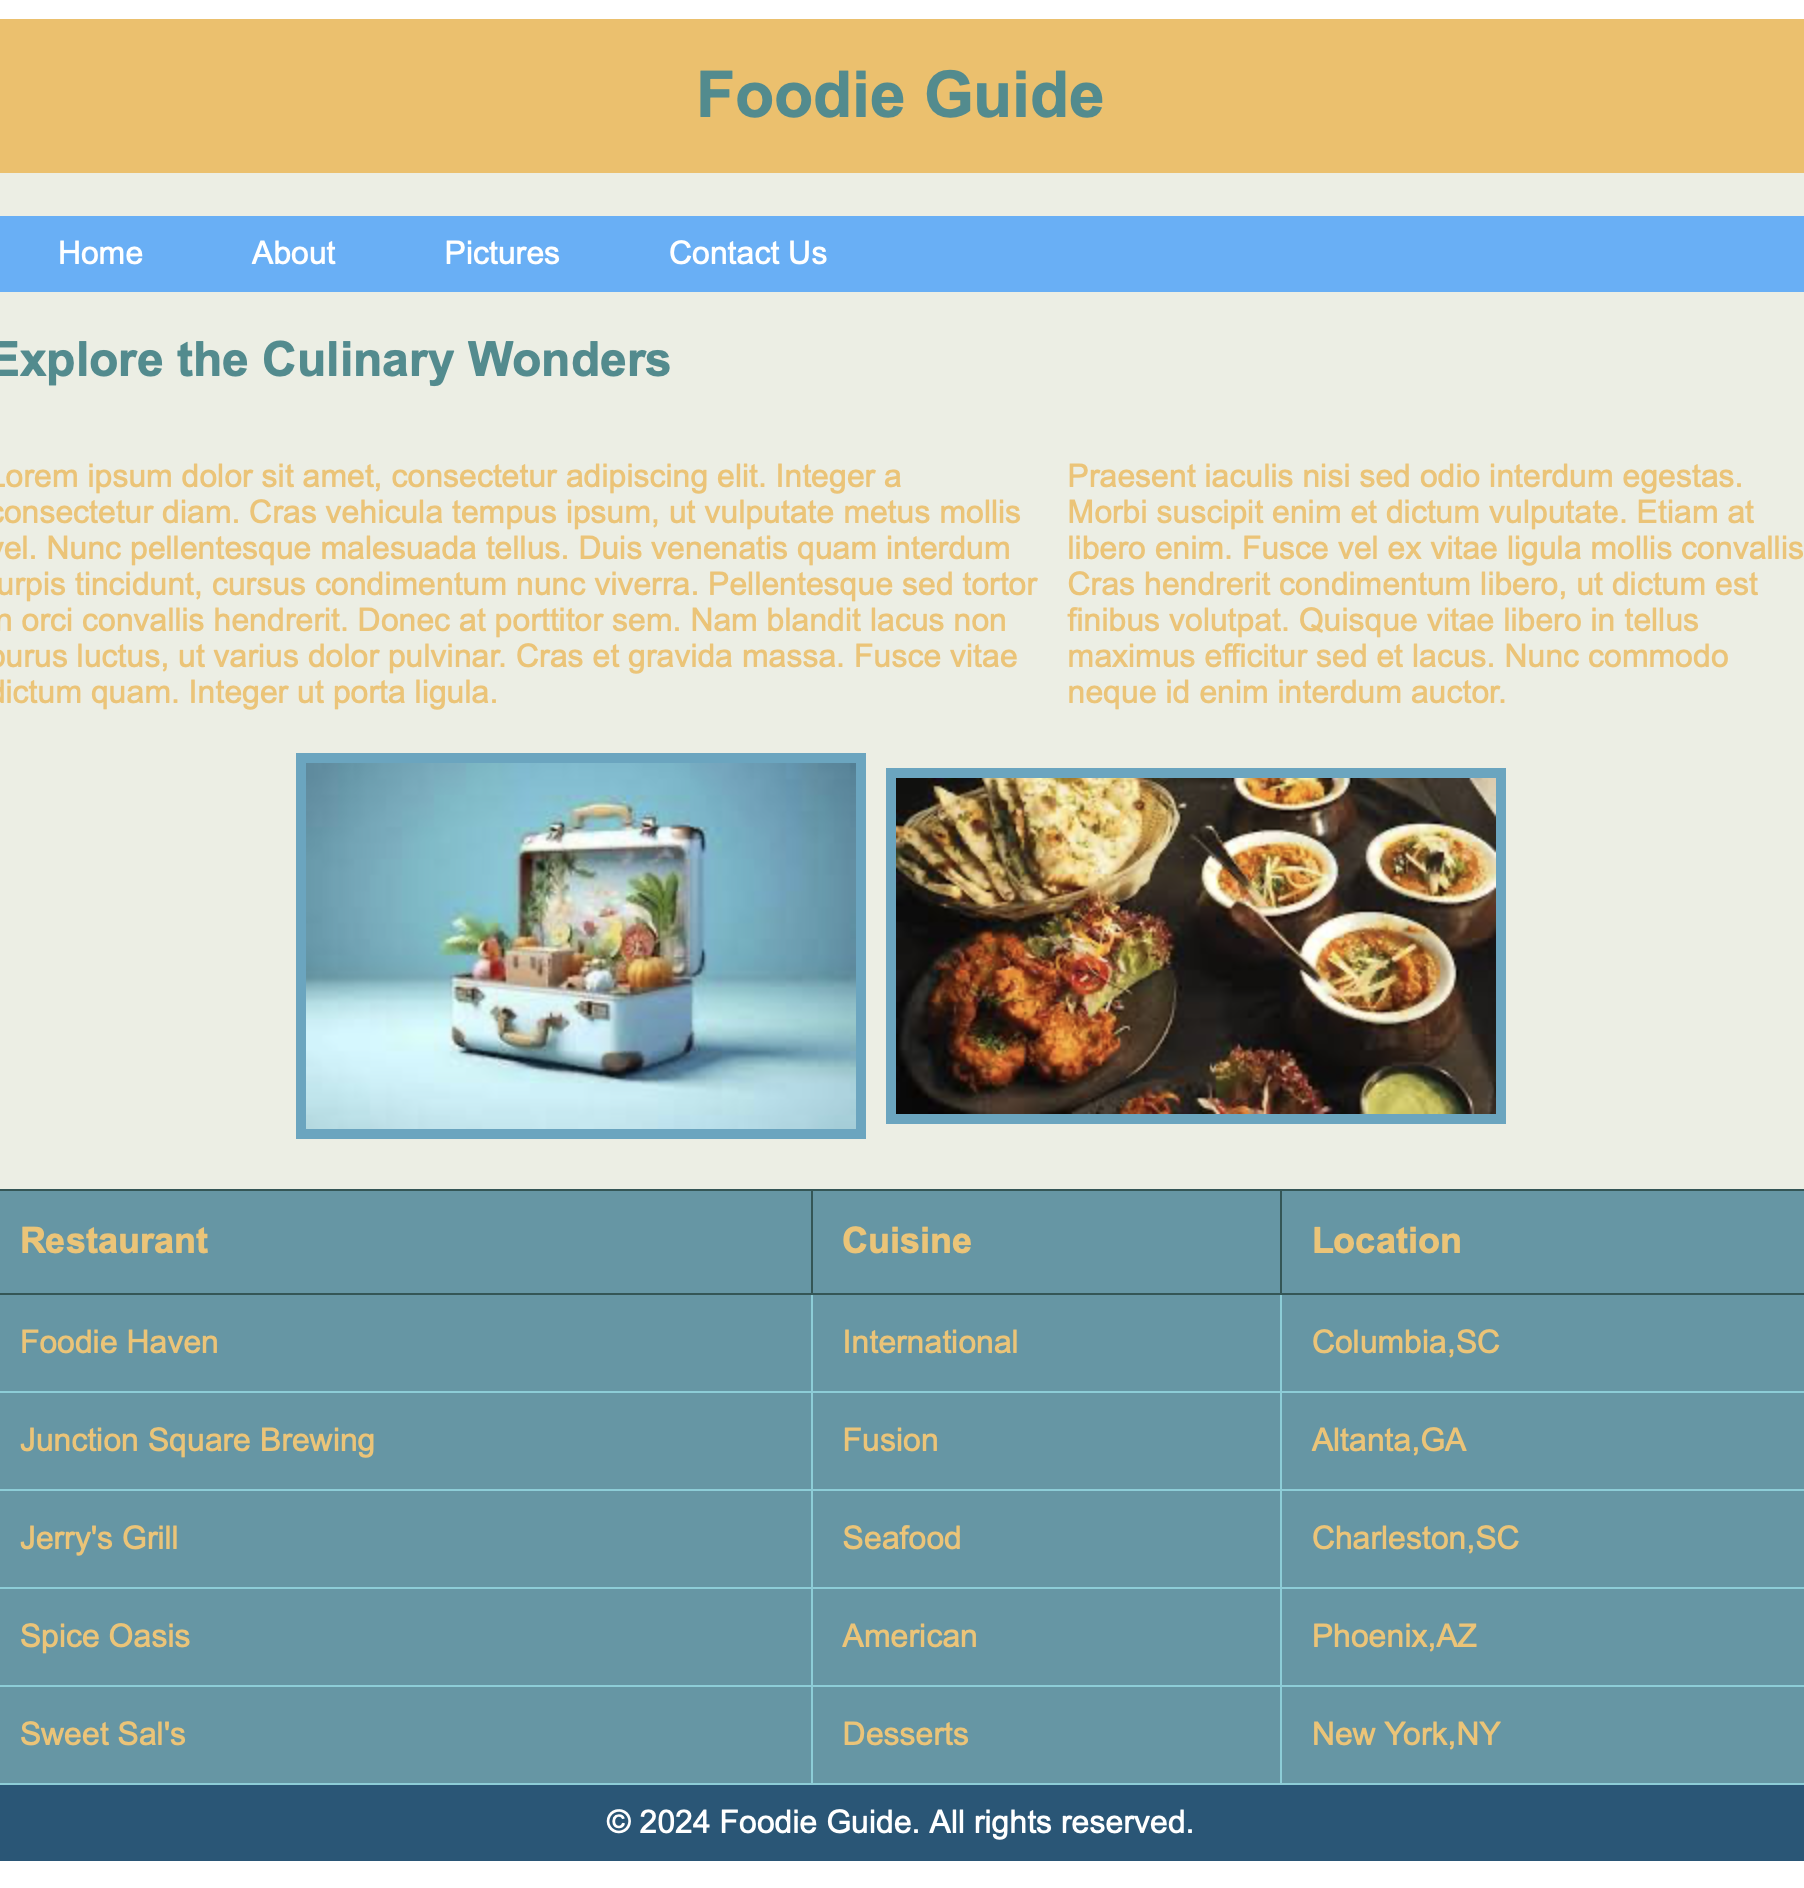 Foodie Guide
Home About Pictures Contact Us
Explore the Culinary Wonders
Lorem ipsum dolor sit amet, consectetur adipiscing elit. Integer a
consectetur diam. Cras vehicula tempus ipsum, ut vulputate metus mollis
vel. Nunc pellentesque malesuada tellus. Duis venenatis quam interdum
turpis tincidunt, cursus condimentum nunc viverra. Pellentesque sed tortor
in orci convallis hendrerit. Donec at porttitor sem. Nam blandit lacus non
purus luctus, ut varius dolor pulvinar. Cras et gravida massa. Fusce vitae
dictum quam. Integer ut porta ligula.
Praesent iaculis nisi sed odio interdum egestas.
Morbi suscipit enim et dictum vulputate. Etiam at
libero enim. Fusce vel ex vitae ligula mollis convallis
Cras hendrerit condimentum libero, ut dictum est
finibus volutpat. Quisque vitae libero in tellus
maximus efficitur sed et lacus. Nunc commodo
neque id enim interdum auctor.
Restaurant Cuisine Location
Foodie Haven International Columbia,SC
Junction Square Brewing Fusion Altanta,GA
Jerry's Grill Seafood Charleston,SC
Spice Oasis American Phoenix,AZ
Sweet Sal's Desserts New York,NY
© 2024 Foodie Guide. All rights reserved.